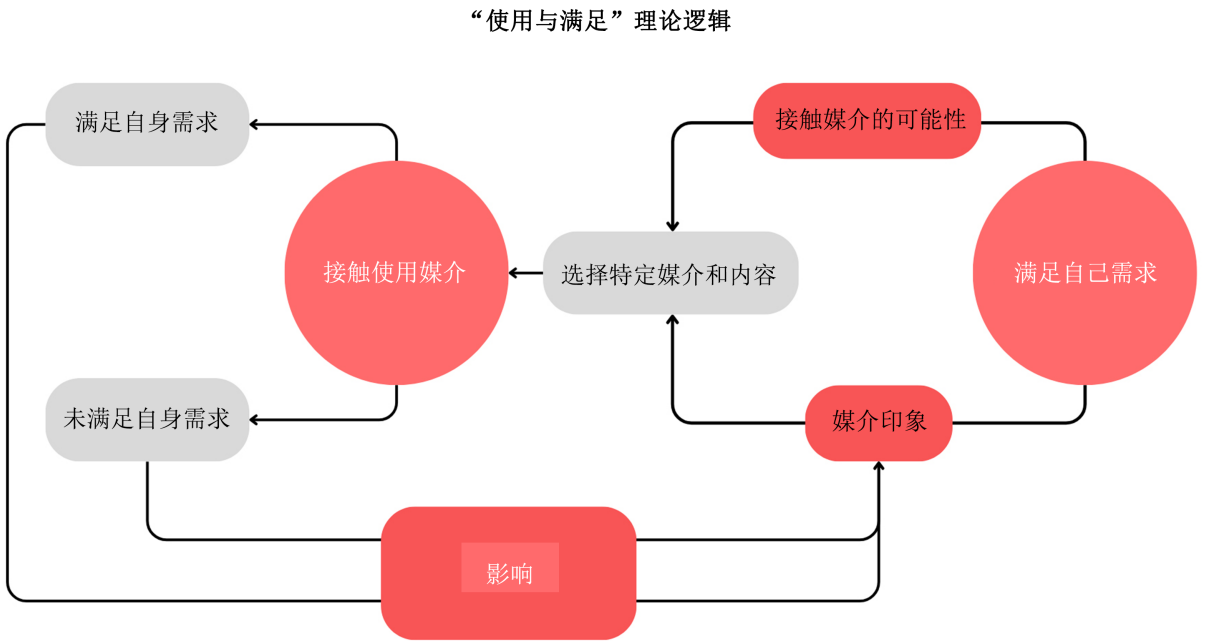 “使用与满足”理论逻辑
满足自身需求
接触媒介的可能性
接触使用媒介
选择特定媒介和内容
满足自己需求
未满足自身需求
媒介印象
影响